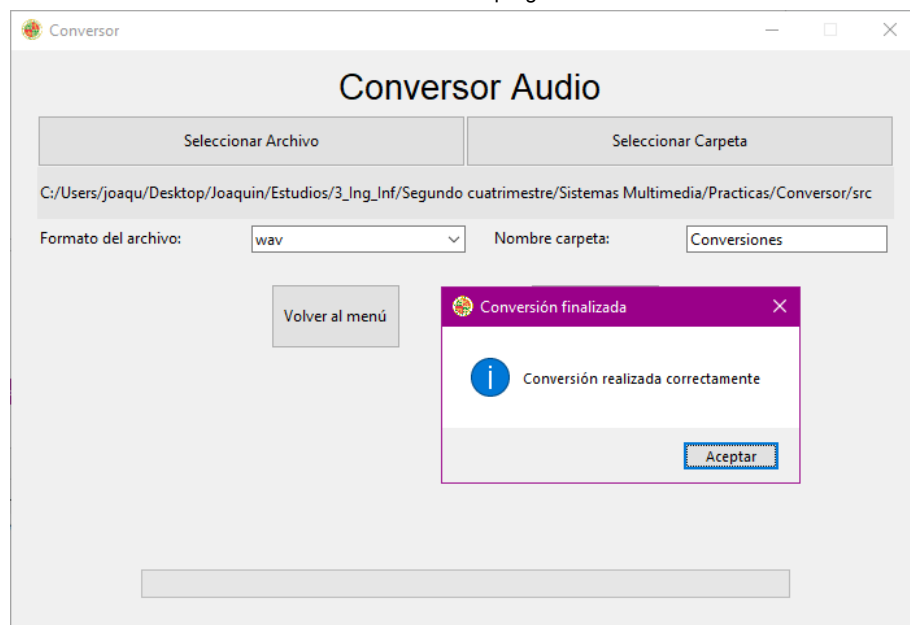 Conversor
Conversor Audio
Seleccionar Archivo Seleccionar Carpeta
C:/Users/joaqu/Desktop/Joaquin/Estudios/3_Ing_Inf/Segundo cuatrimestre/Sistemas Multimedia/Practicas/Conversor/src
Formato del archivo: wav Nombre carpeta: Conversiones
Volver al menú
Conversión finalizada
Conversión realizada correctamente
Aceptar